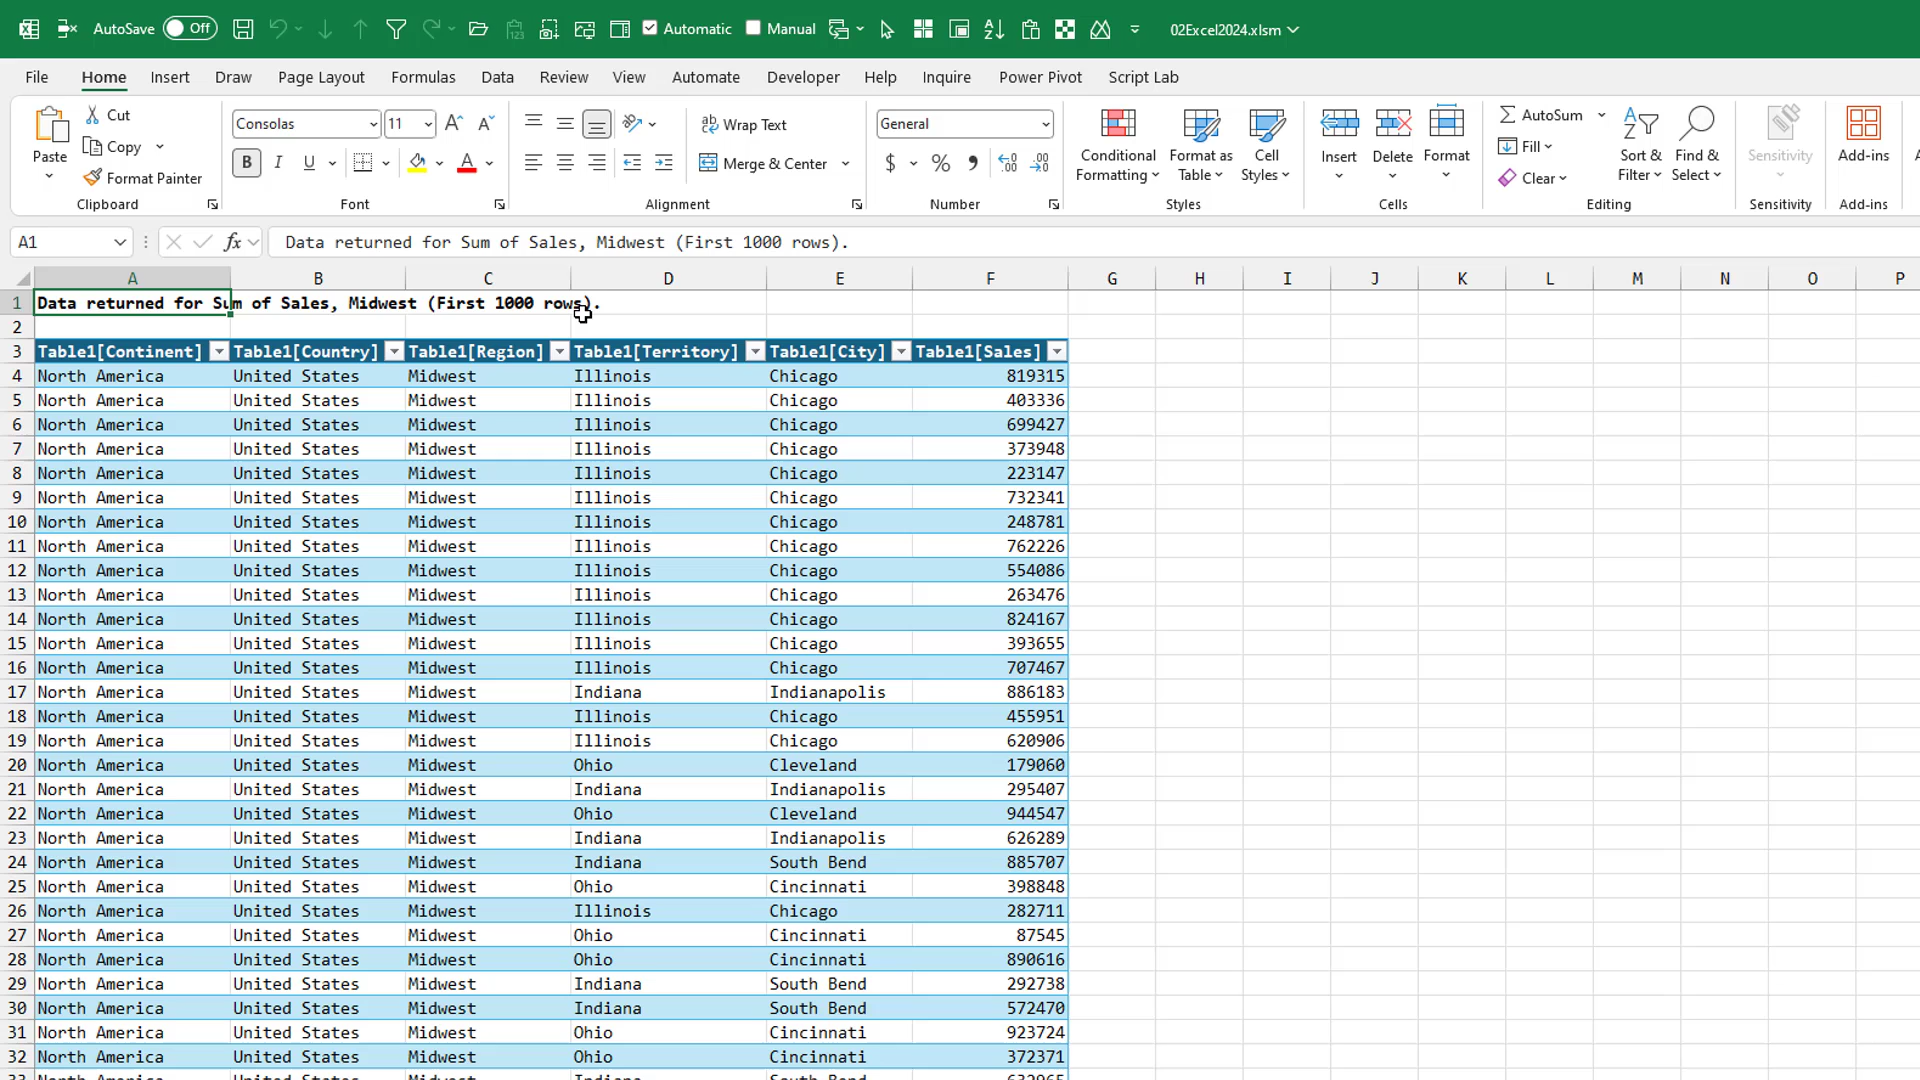 AutoSave Off Automatic Manual 02Excel2024.xlsm
File Home Insert Draw Page Layout Formulas Data Review View Automate Developer Help Inquire Power Pivot Script Lab
Paste Cut Copy Format Painter Clipboard
Consolas 11 B I U Font
Wrap Text Merge & Center Alignment
General $ % Number
Conditional Formatting Format as Table Cell Styles Styles
Insert Delete Format Cells
AutoSum Fill Clear Sort & Filter Find & Select Editing
Sensitivity Sensitivity
Add-ins Add-ins
A1 fx Data returned for Sum of Sales, Midwest (First 1000 rows).
A B C D E F G H I J K L M N O P
1 Data returned for Sum of Sales, Midwest (First 1000 rows).
2
3 Table1[Continent] Table1[Country] Table1[Region] Table1[Territory] Table1[City] Table1[Sales]
4 North America United States Midwest Illinois Chicago 819315
5 North America United States Midwest Illinois Chicago 403336
6 North America United States Midwest Illinois Chicago 699427
7 North America United States Midwest Illinois Chicago 373948
8 North America United States Midwest Illinois Chicago 223147
9 North America United States Midwest Illinois Chicago 732341
10 North America United States Midwest Illinois Chicago 248781
11 North America United States Midwest Illinois Chicago 762226
12 North America United States Midwest Illinois Chicago 554086
13 North America United States Midwest Illinois Chicago 263476
14 North America United States Midwest Illinois Chicago 824167
15 North America United States Midwest Illinois Chicago 393655
16 North America United States Midwest Illinois Chicago 707467
17 North America United States Midwest Indiana Indianapolis 886183
18 North America United States Midwest Illinois Chicago 455951
19 North America United States Midwest Illinois Chicago 620906
20 North America United States Midwest Ohio Cleveland 179060
21 North America United States Midwest Indiana Indianapolis 295407
22 North America United States Midwest Ohio Cleveland 944547
23 North America United States Midwest Indiana Indianapolis 626289
24 North America United States Midwest Indiana South Bend 885707
25 North America United States Midwest Ohio Cincinnati 398848
26 North America United States Midwest Illinois Chicago 282711
27 North America United States Midwest Ohio Cincinnati 87545
28 North America United States Midwest Ohio Cincinnati 890616
29 North America United States Midwest Indiana South Bend 292738
30 North America United States Midwest Indiana South Bend 572470
31 North America United States Midwest Ohio Cincinnati 923724
32 North America United States Midwest Ohio Cincinnati 372371